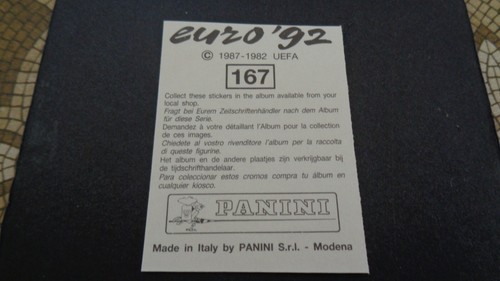 euro '92
© 1987-1982 UEFA
167
Collect these stickers in the album available from your
local shop.
Fragt bei Eurem Zeitschriftenhändler nach dem Album
für diese Serie.
Demandez à votre détaillant l'Album pour la collection
de ces images.
Chiedete al vostro rivenditore l'album per la raccolta
di queste figurine.
Het album en de andere plaatjes zijn verkrijgbaar bij
de tijdschrifthandelaar.
Para coleccionar estos cromos compra tu álbum en
cualquier kiosco.
PANINI
Made in Italy by PANINI S.r.l. - Modena